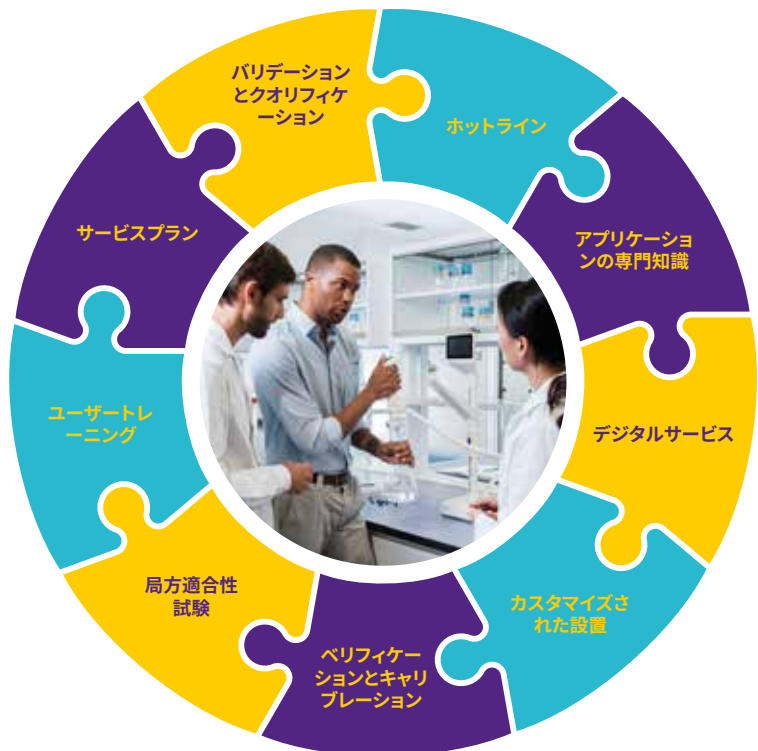 バリデーション
とクオリフィケ
ーション
ホットライン
アプリケーショ
ンの専門知識
デジタルサービス
カスタマイズさ
れた設置
ベリフィケー
ションとキャリ
ブレーション
局方適合性
試験
ユーザートレ
ーニング
サービスプラン